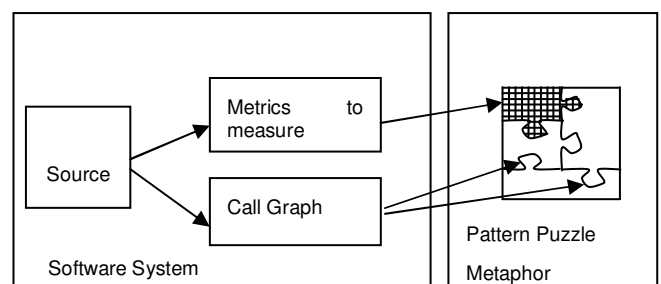 Metrics to
measure
Source
Call Graph
Software System
Pattern Puzzle
Metaphor